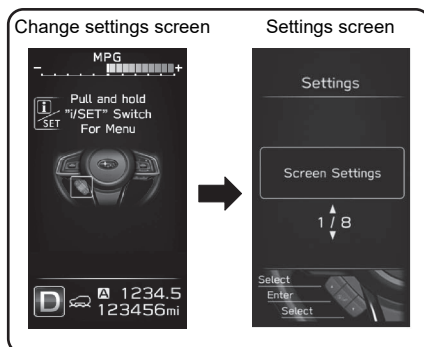 Change settings screen
MPG
- +
Pull and hold
"i/SET" Switch
For Menu
i/SET
D A 1234.5
123456mi
Settings screen
Settings
Screen Settings
1 / 8
Select
Enter
Select